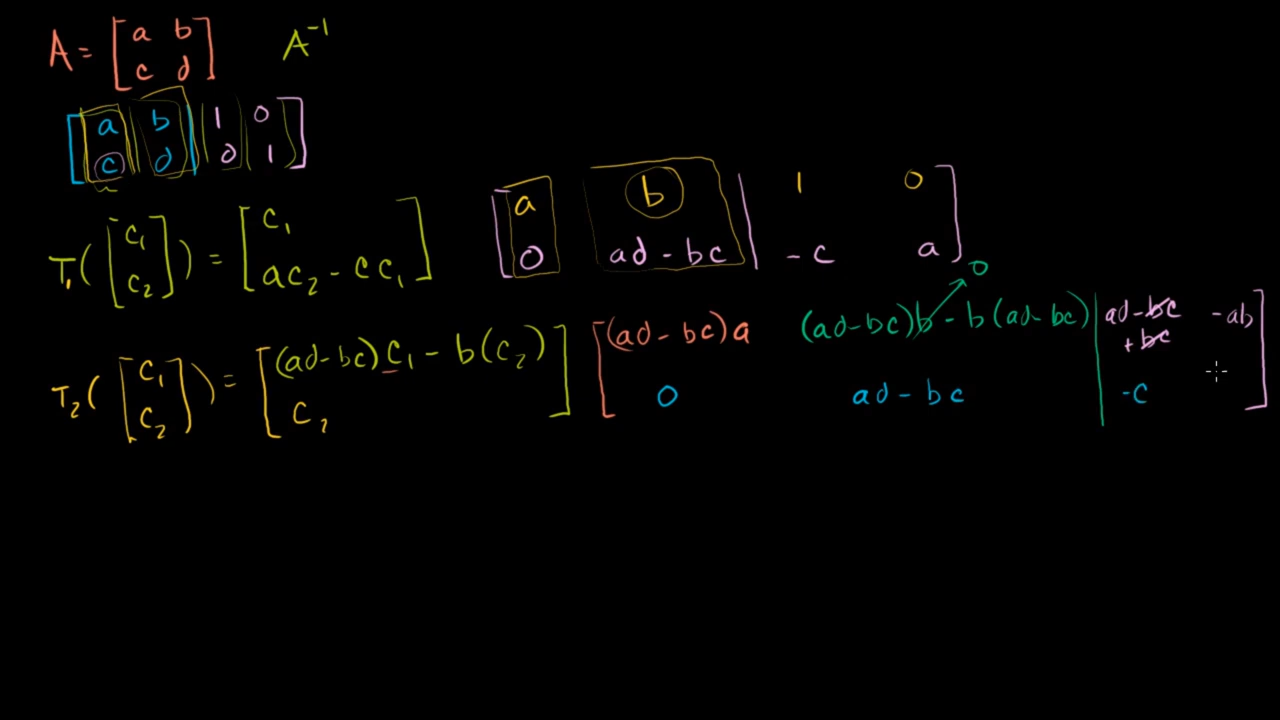 A = [ a b ; c d ] A⁻¹
[ a b | 1 0 ; c d | 0 1 ]
T₁( [ c₁ ; c₂ ] ) = [ c₁ ; ac₂ - cc₁ ] [ a b | 1 0 ; 0 ad - bc | -c a ]
T₂( [ c₁ ; c₂ ] ) = [ (ad-bc)c₁ - b(c₂) ; c₂ ] [ (ad-bc)a (ad-bc)b - b(ad-bc) → 0 | ad-bc + bc -ab ; 0 ad - bc | -c ]